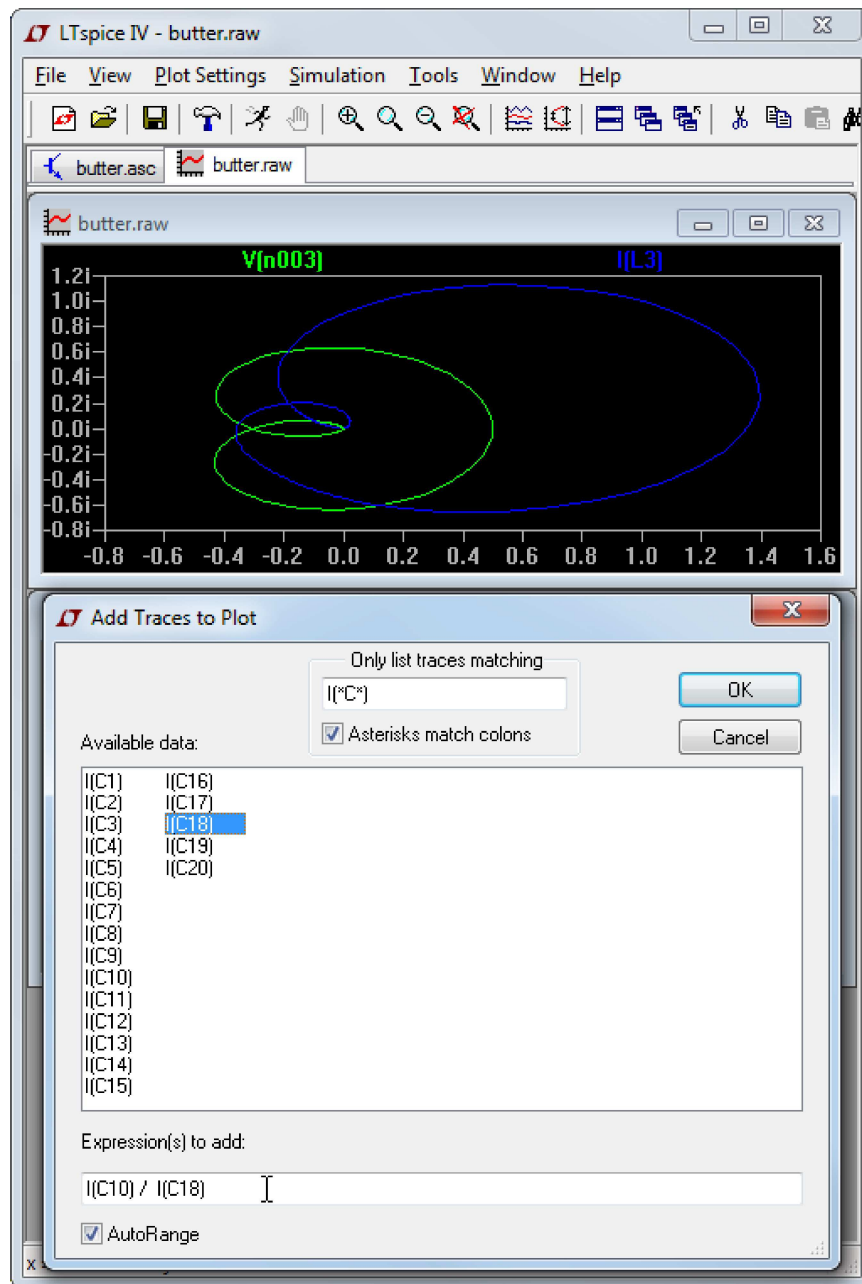 LTspice IV - butter.raw
File View Plot Settings Simulation Tools Window Help
butter.asc butter.raw
butter.raw
V(n003) I(L3)
1.2i
1.0i
0.8i
0.6i
0.4i
0.2i
0.0i
-0.2i
-0.4i
-0.6i
-0.8i
-0.8 -0.6 -0.4 -0.2 0.0 0.2 0.4 0.6 0.8 1.0 1.2 1.4 1.6
Add Traces to Plot
Only list traces matching
I(*C*)
OK
Asterisks match colons
Cancel
Available data:
I(C1) I(C16)
I(C2) I(C17)
I(C3) I(C18)
I(C4) I(C19)
I(C5) I(C20)
I(C6)
I(C7)
I(C8)
I(C9)
I(C10)
I(C11)
I(C12)
I(C13)
I(C14)
I(C15)
Expression(s) to add:
I(C10) / I(C18)
AutoRange
x